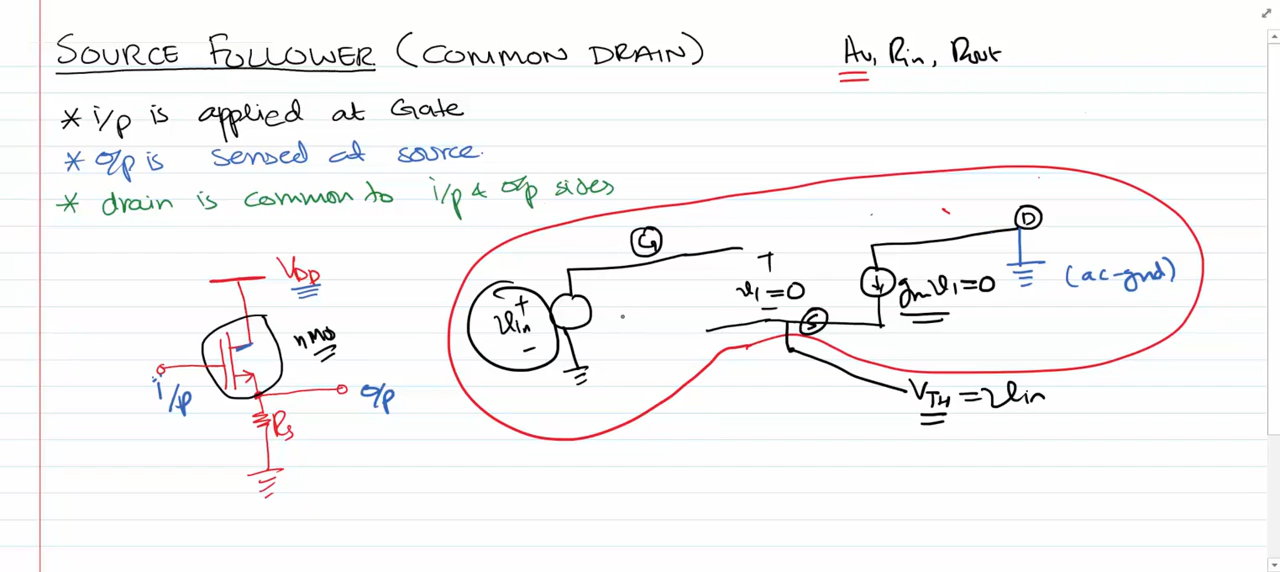 SOURCE FOLLOWER (COMMON DRAIN)
Av, Rin, Rout
* i/p is applied at Gate
* o/p is sensed at source.
* drain is common to i/p & o/p sides
VDD
nMO
i/p
o/p
Rs
G
+
vin
-
+
v1=0
S
D
gmv1=0
(ac-gnd)
VTH = vin